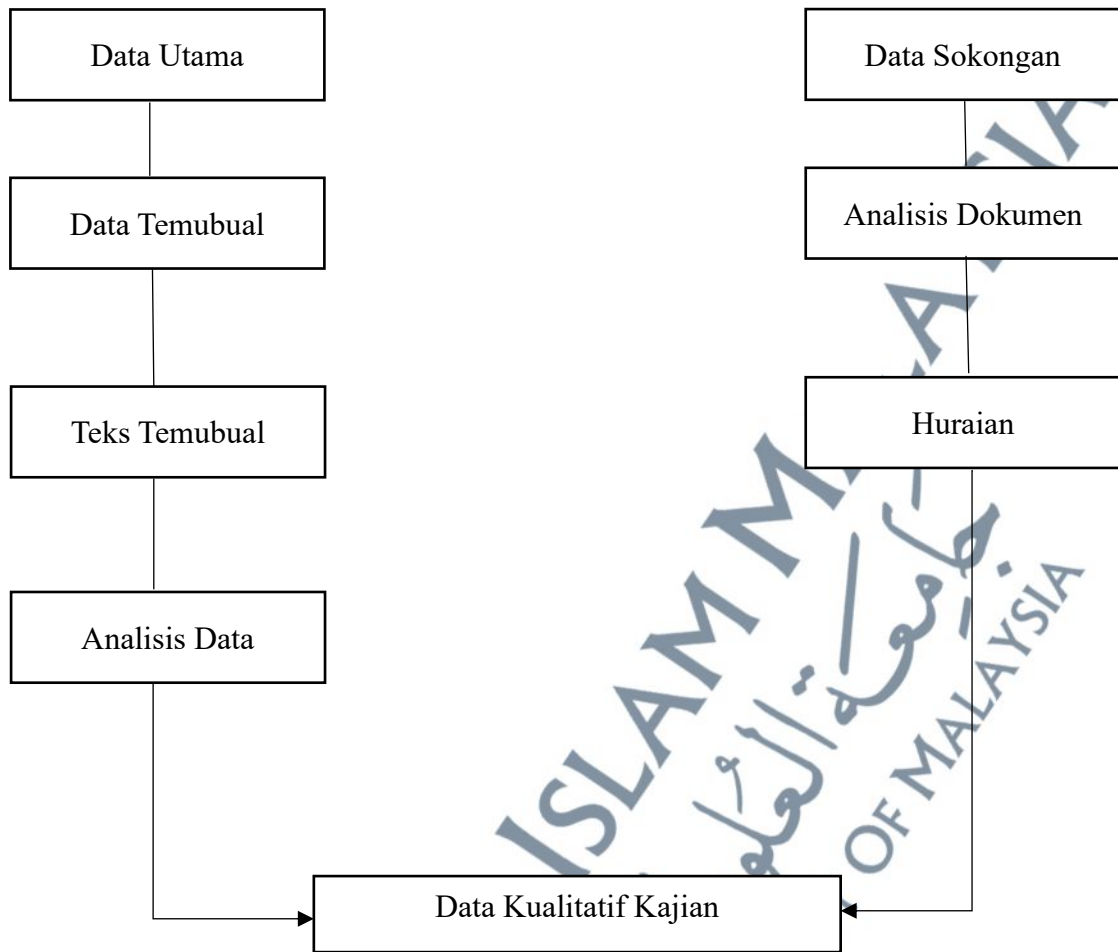 Data Utama
Data Sokongan
Data Temubual
Analisis Dokumen
Teks Temubual
Huraian
Analisis Data
Data Kualitatif Kajian
ISLAM M
OF MALAYSIA